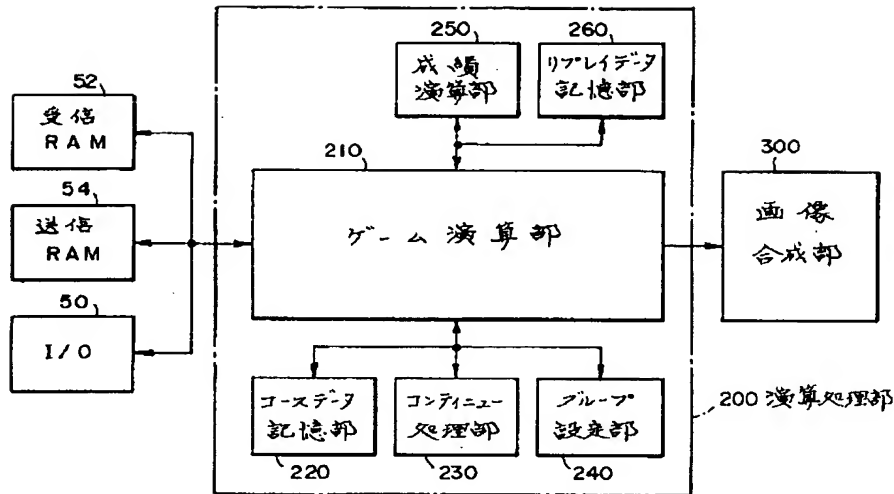 250
260
成績
演算部
リプレイデータ
記憶部
52
受信
RAM
210
300
54
送信
RAM
ゲーム演算部
画像
合成部
50
I/O
コースデータ
記憶部
コンティニュー
処理部
グループ
設定部
200 演算処理部
220
230
240